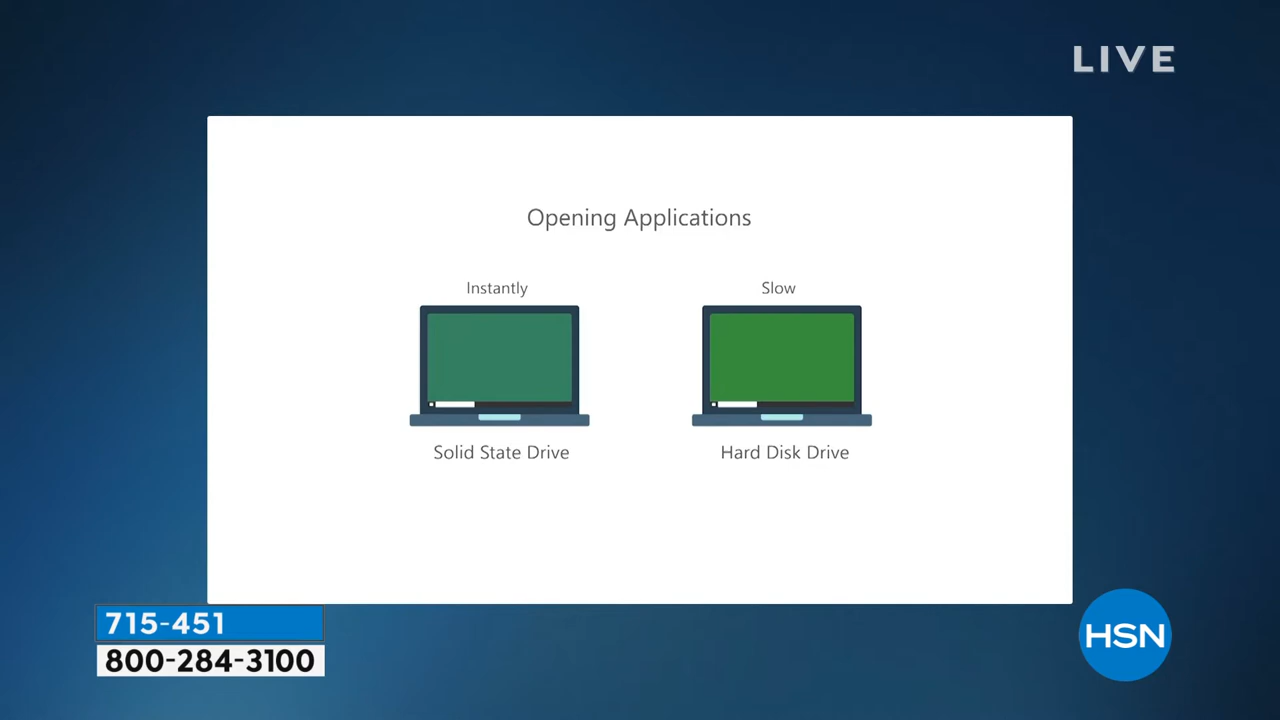 LIVE
Opening Applications
Instantly
Slow
Solid State Drive
Hard Disk Drive
715-451
800-284-3100
HSN